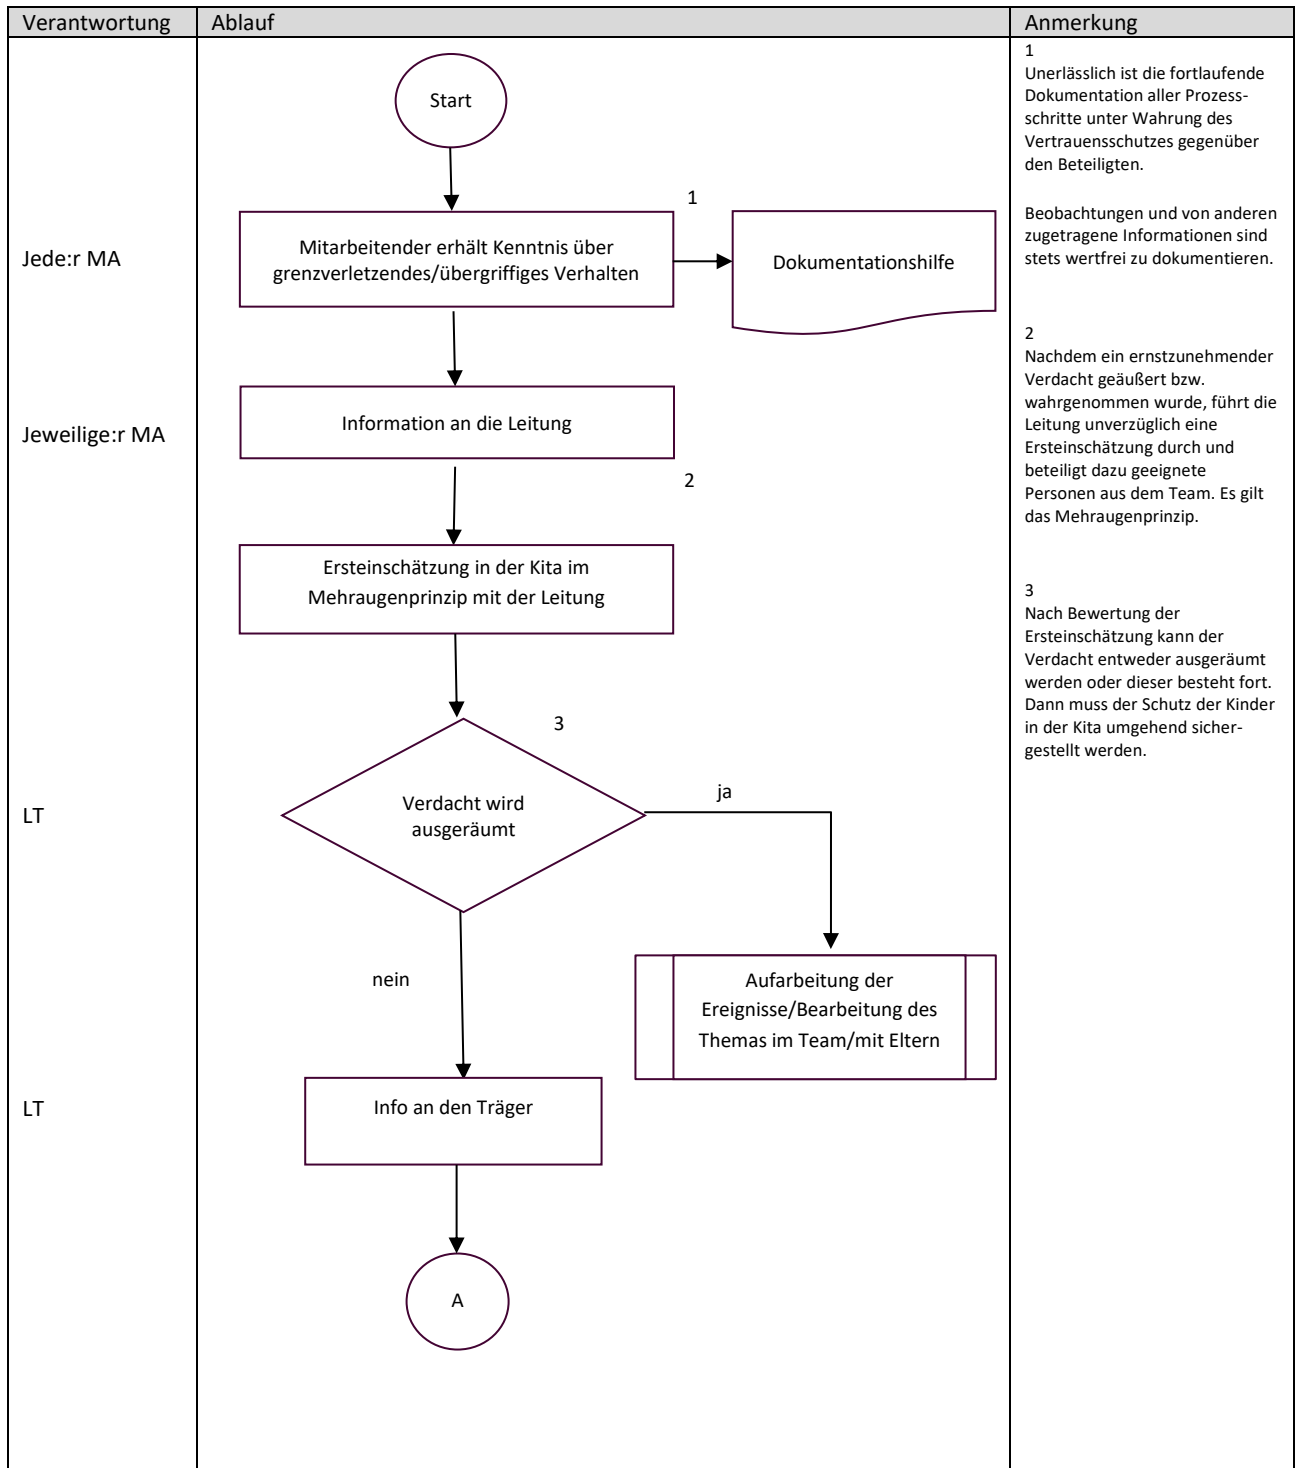 Verantwortung
Ablauf
Anmerkung
Start
1
Mitarbeitender erhält Kenntnis über
grenzverletzendes/übergriffiges Verhalten
Dokumentationshilfe
Jede:r MA
Information an die Leitung
Jeweilige:r MA
2
Ersteinschätzung in der Kita im
Mehraugenprinzip mit der Leitung
3
Verdacht wird
ausgeräumt
ja
LT
nein
Aufarbeitung der
Ereignisse/Bearbeitung des
Themas im Team/mit Eltern
Info an den Träger
LT
A
1
Unerlässlich ist die fortlaufende
Dokumentation aller Prozess-
schritte unter Wahrung des
Vertrauensschutzes gegenüber
den Beteiligten.
Beobachtungen und von anderen
zugetragene Informationen sind
stets wertfrei zu dokumentieren.
2
Nachdem ein ernstzunehmender
Verdacht geäußert bzw.
wahrgenommen wurde, führt die
Leitung unverzüglich eine
Ersteinschätzung durch und
beteiligt dazu geeignete
Personen aus dem Team. Es gilt
das Mehraugenprinzip.
3
Nach Bewertung der
Ersteinschätzung kann der
Verdacht entweder ausgeräumt
werden oder dieser besteht fort.
Dann muss der Schutz der Kinder
in der Kita umgehend sicher-
gestellt werden.